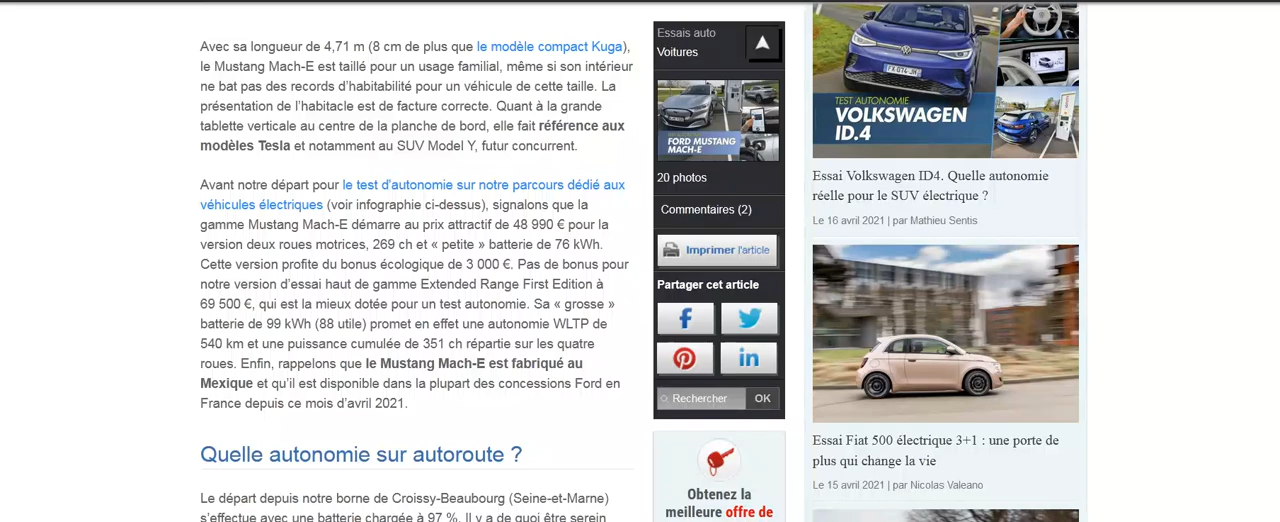 Avec sa longueur de 4,71 m (8 cm de plus que le modèle compact Kuga),
le Mustang Mach-E est taillé pour un usage familial, même si son intérieur
ne bat pas des records d'habitabilité pour un véhicule de cette taille. La
présentation de l'habitacle est de facture correcte. Quant à la grande
tablette verticale au centre de la planche de bord, elle fait référence aux
modèles Tesla et notamment au SUV Model Y, futur concurrent.
Avant notre départ pour le test d'autonomie sur notre parcours dédié aux
véhicules électriques (voir infographie ci-dessus), signalons que la
gamme Mustang Mach-E démarre au prix attractif de 48 990 € pour la
version deux roues motrices, 269 ch et « petite » batterie de 76 kWh.
Cette version profite du bonus écologique de 3 000 €. Pas de bonus pour
notre version d'essai haut de gamme Extended Range First Edition à
69 500 €, qui est la mieux dotée pour un test autonomie. Sa « grosse »
batterie de 99 kWh (88 utile) promet en effet une autonomie WLTP de
540 km et une puissance cumulée de 351 ch répartie sur les quatre
roues. Enfin, rappelons que le Mustang Mach-E est fabriqué au
Mexique et qu'il est disponible dans la plupart des concessions Ford en
France depuis ce mois d'avril 2021.
Quelle autonomie sur autoroute ?
Le départ depuis notre borne de Croissy-Beaubourg (Seine-et-Marne)
s'effectue avec une batterie chargée à 97 %. Il y a de quoi être serein
Essais auto
Voitures
FORD MUSTANG
MACH-E
20 photos
Commentaires (2)
Imprimer l'article
Partager cet article
Rechercher
OK
Obtenez la
meilleure offre de
FX-074-JH
TEST AUTONOMIE
VOLKSWAGEN
ID.4
Essai Volkswagen ID4. Quelle autonomie
réelle pour le SUV électrique ?
Le 16 avril 2021 | par Mathieu Sentis
Essai Fiat 500 électrique 3+1 : une porte de
plus qui change la vie
Le 15 avril 2021 | par Nicolas Valeano